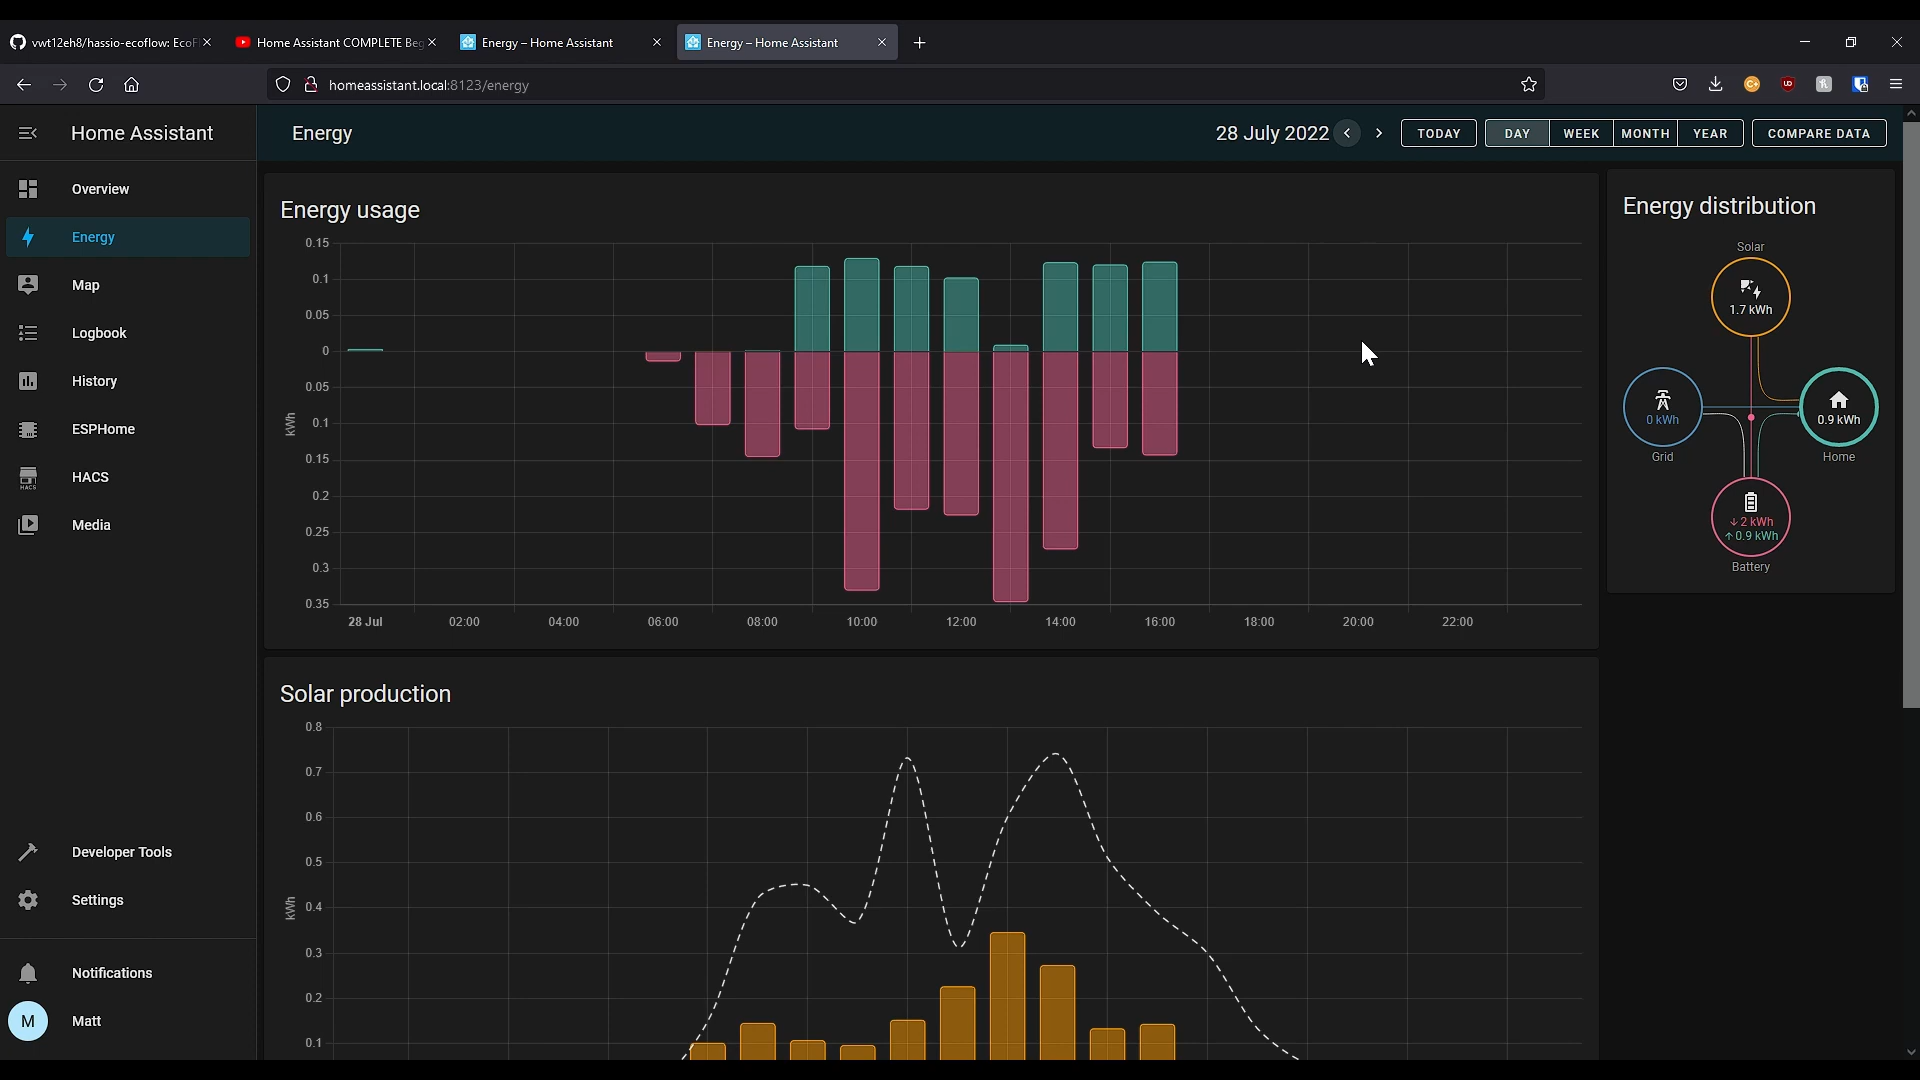 vwt12eh8/hassio-ecoflow: EcoFl
Home Assistant COMPLETE Beg
Energy – Home Assistant
Energy – Home Assistant
homeassistant.local:8123/energy
Home Assistant
Energy
28 July 2022
TODAY
DAY
WEEK
MONTH
YEAR
COMPARE DATA
Overview
Energy
Map
Logbook
History
ESPHome
HACS
HACS
Media
Developer Tools
Settings
Notifications
M
Matt
Energy usage
0.15
0.1
0.05
0
0.05
0.1
0.15
0.2
0.25
0.3
0.35
kWh
28 Jul
02:00
04:00
06:00
08:00
10:00
12:00
14:00
16:00
18:00
20:00
22:00
Solar production
0.8
0.7
0.6
0.5
0.4
0.3
0.2
0.1
kWh
Energy distribution
Solar
1.7 kWh
0 kWh
Grid
0.9 kWh
Home
↓2 kWh
↑0.9 kWh
Battery